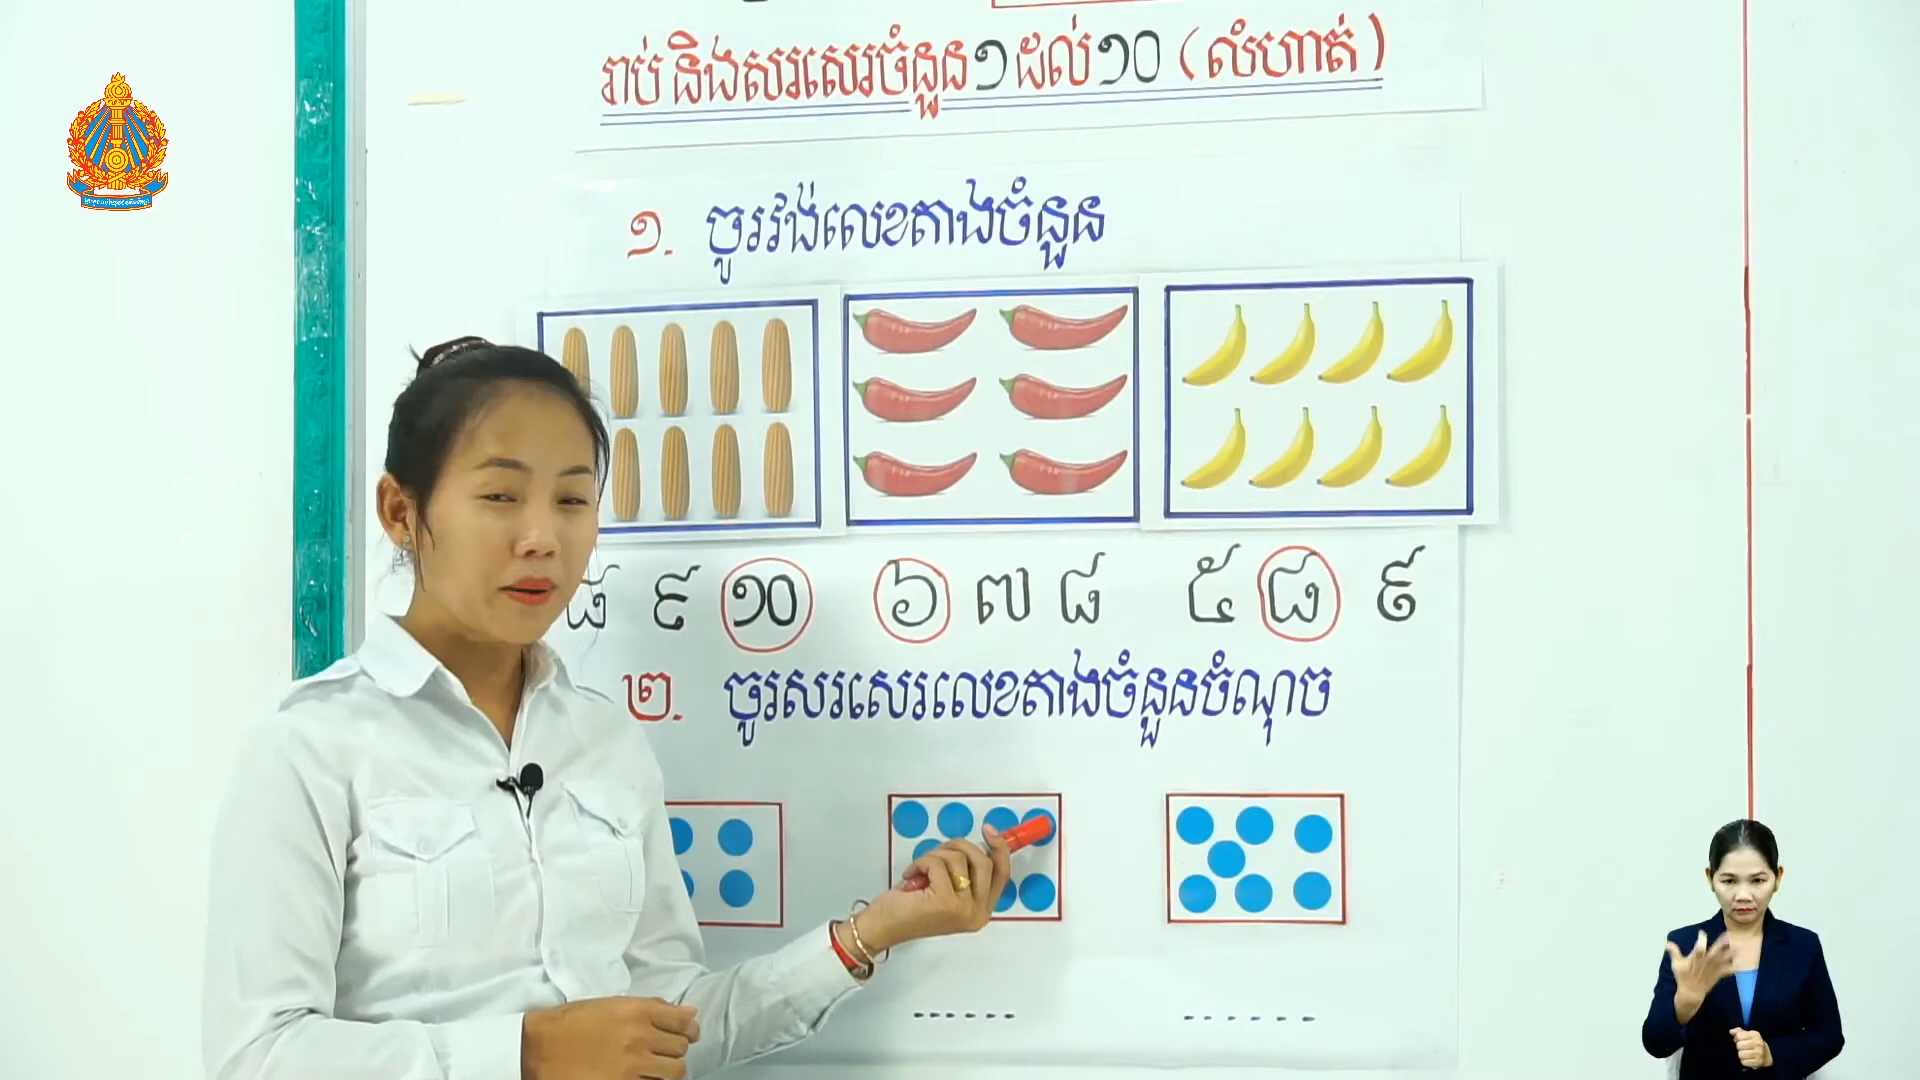 រាប់ និងសរសេរចំនួន១ ដល់ ១០ (លំហាត់)
១. ចូរវង់លេខតាងចំនួន
៨ ៩ ១០ ៦ ៧ ៨ ៥ ៨ ៩
២. ចូរសរសេរលេខតាងចំនួនចំណុច